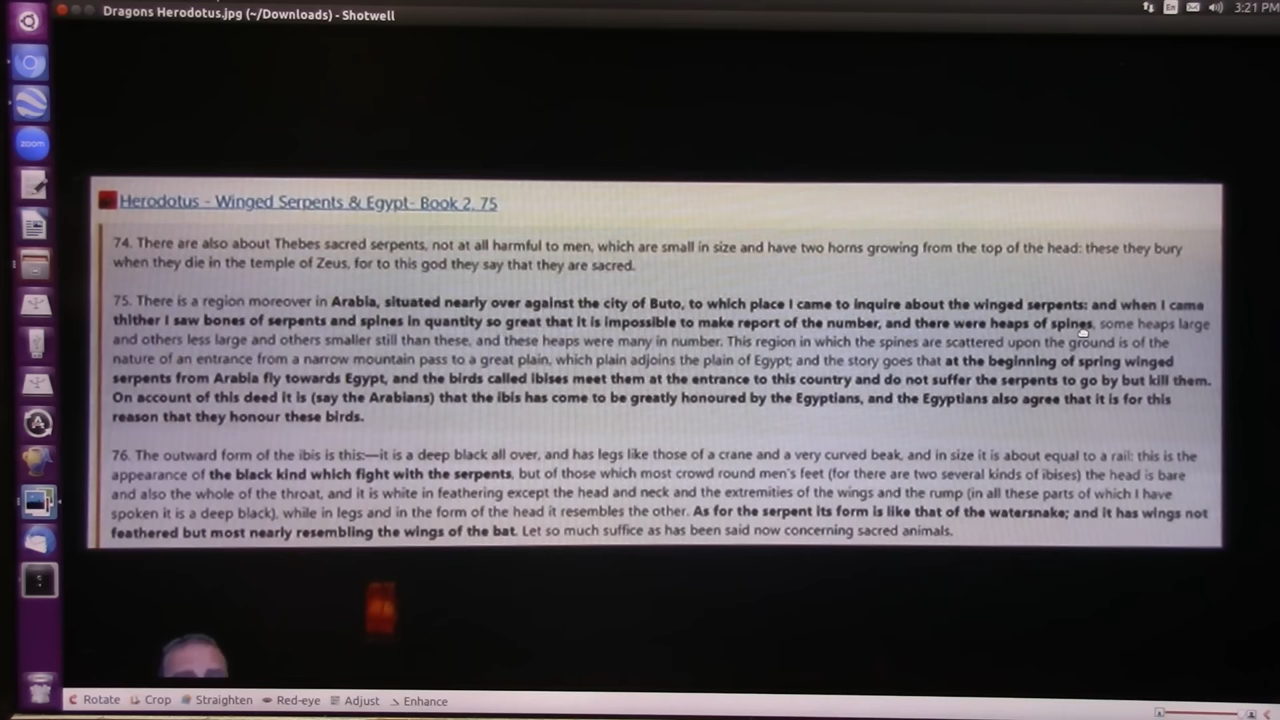 Dragons Herodotus.jpg (~/Downloads) - Shotwell
En
3:21 PM
zoom
Herodotus - Winged Serpents & Egypt- Book 2. 75
74. There are also about Thebes sacred serpents, not at all harmful to men, which are small in size and have two horns growing from the top of the head: these they bury
when they die in the temple of Zeus, for to this god they say that they are sacred.
75. There is a region moreover in Arabia, situated nearly over against the city of Buto, to which place I came to inquire about the winged serpents: and when I came
thither I saw bones of serpents and spines in quantity so great that it is impossible to make report of the number, and there were heaps of spines, some heaps large
and others less large and others smaller still than these, and these heaps were many in number. This region in which the spines are scattered upon the ground is of the
nature of an entrance from a narrow mountain pass to a great plain, which plain adjoins the plain of Egypt; and the story goes that at the beginning of spring winged
serpents from Arabia fly towards Egypt, and the birds called ibises meet them at the entrance to this country and do not suffer the serpents to go by but kill them.
On account of this deed it is (say the Arabians) that the ibis has come to be greatly honoured by the Egyptians, and the Egyptians also agree that it is for this
reason that they honour these birds.
76. The outward form of the ibis is this:—it is a deep black all over, and has legs like those of a crane and a very curved beak, and in size it is about equal to a rail: this is the
appearance of the black kind which fight with the serpents, but of those which most crowd round men's feet (for there are two several kinds of ibises) the head is bare
and also the whole of the throat, and it is white in feathering except the head and neck and the extremities of the wings and the rump (in all these parts of which I have
spoken it is a deep black), while in legs and in the form of the head it resembles the other. As for the serpent its form is like that of the watersnake; and it has wings not
feathered but most nearly resembling the wings of the bat. Let so much suffice as has been said now concerning sacred animals.
Rotate Crop Straighten Red-eye Adjust Enhance